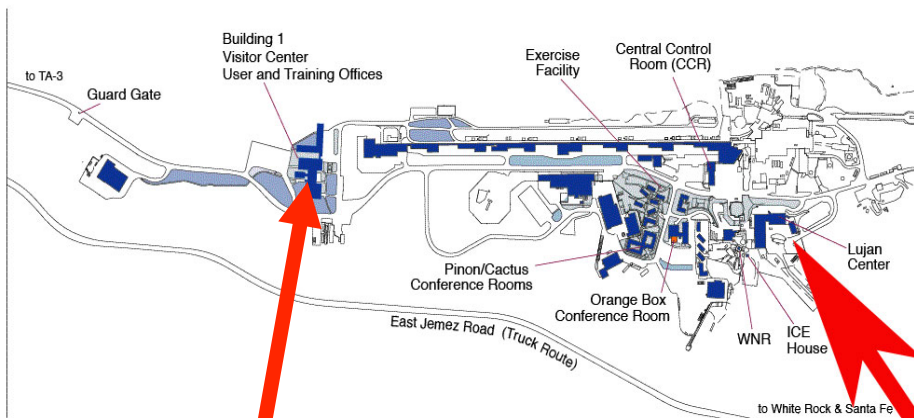 Building 1
Visitor Center
User and Training Offices
Exercise
Facility
Central Control
Room (CCR)
to TA-3
Guard Gate
Pinon/Cactus
Conference Rooms
Orange Box
Conference Room
Lujan
Center
WNR
ICE
House
East Jemez Road (Truck Route)
to White Rock & Santa Fe